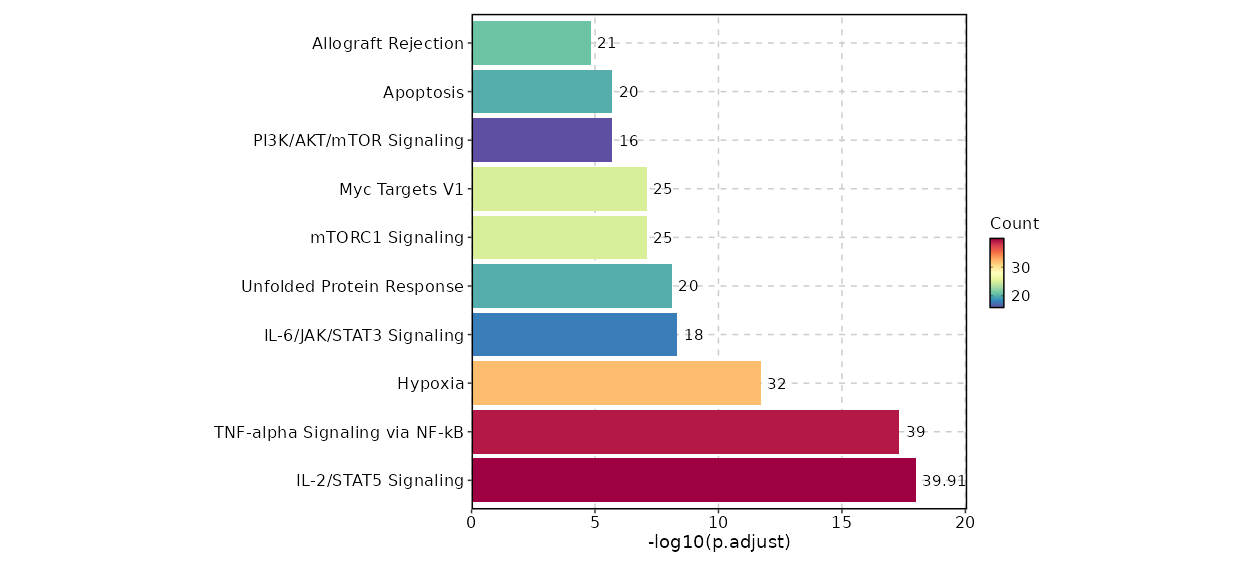 Allograft Rejection 21
Apoptosis 20
PI3K/AKT/mTOR Signaling 16
Myc Targets V1 25
mTORC1 Signaling 25
Unfolded Protein Response 20
IL-6/JAK/STAT3 Signaling 18
Hypoxia 32
TNF-alpha Signaling via NF-kB 39
IL-2/STAT5 Signaling 39.91
0 5 10 15 20
-log10(p.adjust)
Count
30
20